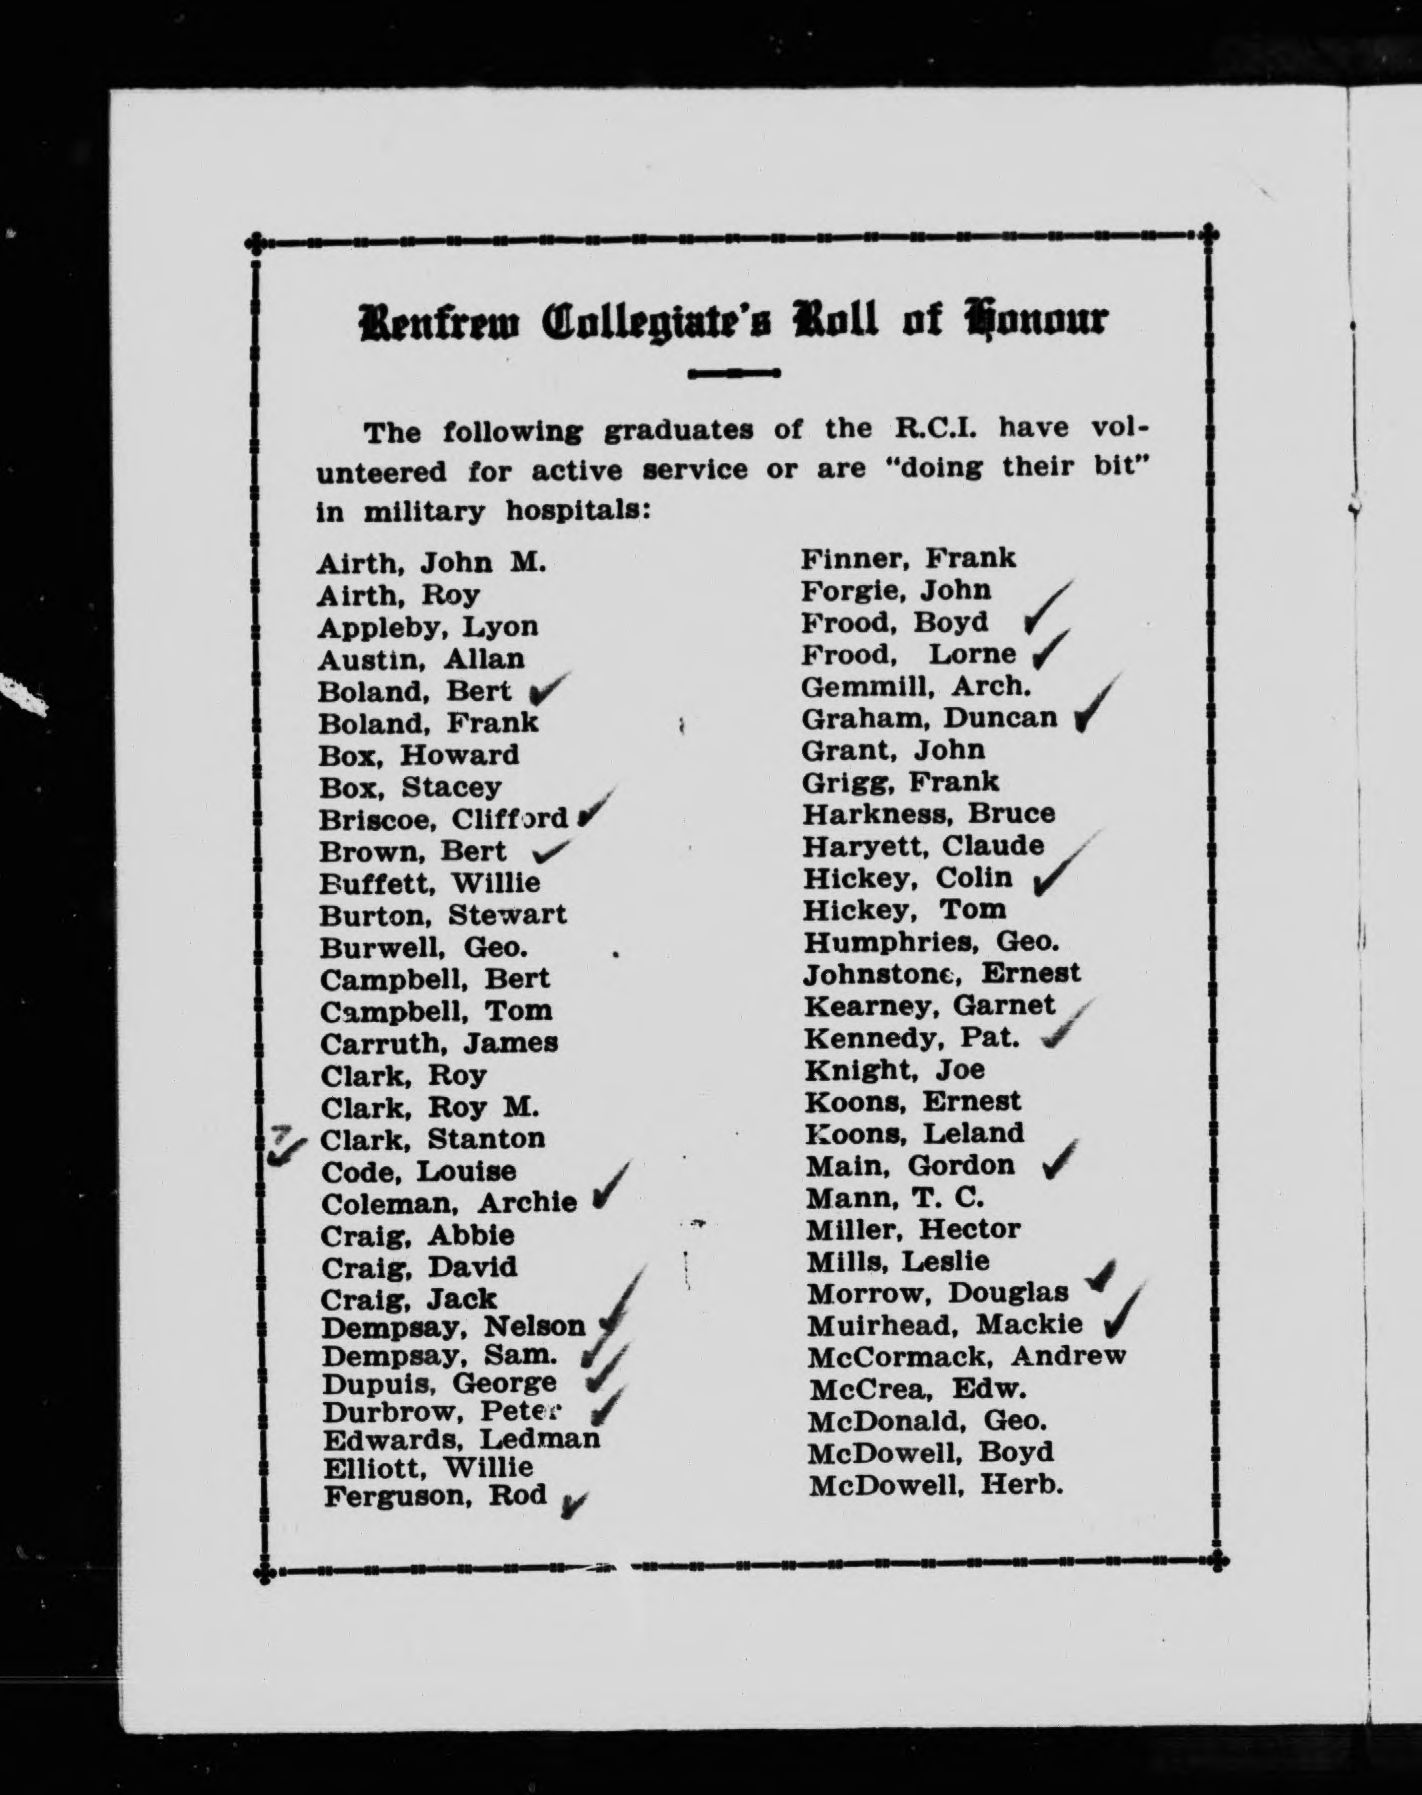 Renfrew Collegiate's Roll of Honour
The following graduates of the R.C.I. have vol-
unteered for active service or are "doing their bit"
in military hospitals:
Airth, John M.
Airth, Roy
Appleby, Lyon
Austin, Allan
Boland, Bert ✓
Boland, Frank
Box, Howard
Box, Stacey
Briscoe, Clifford ✓
Brown, Bert ✓
Buffett, Willie
Burton, Stewart
Burwell, Geo.
Campbell, Bert
Campbell, Tom
Carruth, James
Clark, Roy
Clark, Roy M.
? ✓ Clark, Stanton
Code, Louise
Coleman, Archie ✓
Craig, Abbie
Craig, David
Craig, Jack
Dempsay, Nelson ✓
Dempsay, Sam. ✓
Dupuis, George ✓
Durbrow, Peter ✓
Edwards, Ledman
Elliott, Willie
Ferguson, Rod ✓
Finner, Frank
Forgie, John
Frood, Boyd ✓
Frood, Lorne ✓
Gemmill, Arch.
Graham, Duncan ✓
Grant, John
Grigg, Frank
Harkness, Bruce
Haryett, Claude
Hickey, Colin ✓
Hickey, Tom
Humphries, Geo.
Johnstone, Ernest
Kearney, Garnet
Kennedy, Pat. ✓
Knight, Joe
Koons, Ernest
Koons, Leland
Main, Gordon ✓
Mann, T. C.
Miller, Hector
Mills, Leslie
Morrow, Douglas ✓
Muirhead, Mackie ✓
McCormack, Andrew
McCrea, Edw.
McDonald, Geo.
McDowell, Boyd
McDowell, Herb.